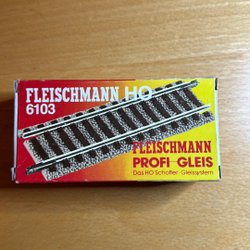 FLEISCHMANN HO
6103
FLEISCHMANN
PROFI GLEIS
Das HO Schotter-Gleissystem